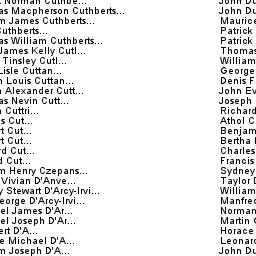 Norman Cuthbe... John Du
as Macpherson Cuthbers... John Du
m James Cuthberts... Maurice
Cuthberts... Patrick
as William Cuthberts... Patrick
James Kelly Cutl... Thomas
Tinsley Cutl... William
Lisle Cuttan... George
n Louis Cuttan... Denis F
n Alexander Cutt... John Ev
as Nevin Cutt... Joseph
n Cuttri... Richard
s Cut... Athol C
rt Cut... Benjam
rt Cut... Bertha
rd Cut... Charles
d Cut... Francis
m Henry Czepans... Sydney
Vivian D'Anve... Taylor D
y Stewart D'Arcy-Irvi... William
eorge D'Arcy-Irvi... Manfred
el James D'Ar... Norman
el Joseph D'Ar... Martin
ert D'A... Horace
e Michael D'A... Leonard
m Joseph D'A... John Du